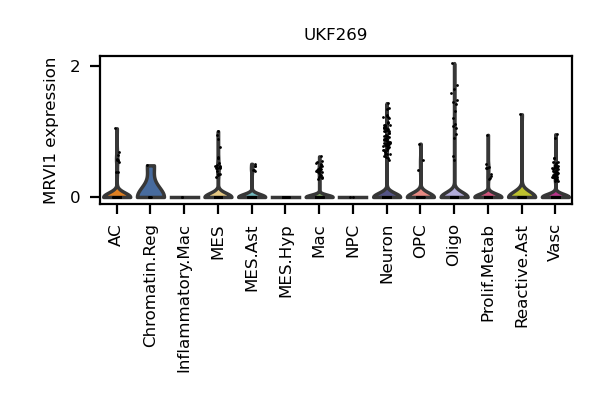 UKF269
MRVI1 expression
2
0
AC
Chromatin.Reg
Inflammatory.Mac
MES
MES.Ast
MES.Hyp
Mac
NPC
Neuron
OPC
Oligo
Prolif.Metab
Reactive.Ast
Vasc